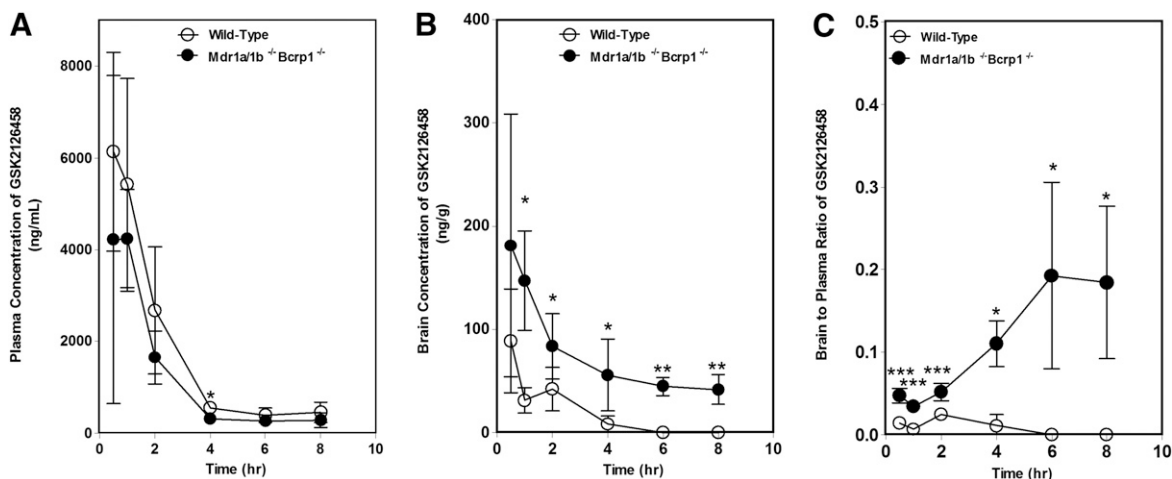 A
Wild-Type
Mdr1a/1b -/-Bcrp1 -/-
Plasma Concentration of GSK2126458
(ng/mL)
8000
6000
4000
2000
0
*
0 2 4 6 8 10
Time (hr)
B
Wild-Type
Mdr1a/1b -/-Bcrp1 -/-
Brain Concentration of GSK2126458
(ng/g)
400
300
200
100
0
*
*
*
**
**
0 2 4 6 8 10
Time (hr)
C
Wild-Type
Mdr1a/1b -/-Bcrp1 -/-
Brain to Plasma Ratio of GSK2126458
0.5
0.4
0.3
0.2
0.1
0.0
***
***
***
*
*
*
0 2 4 6 8 10
Time (hr)